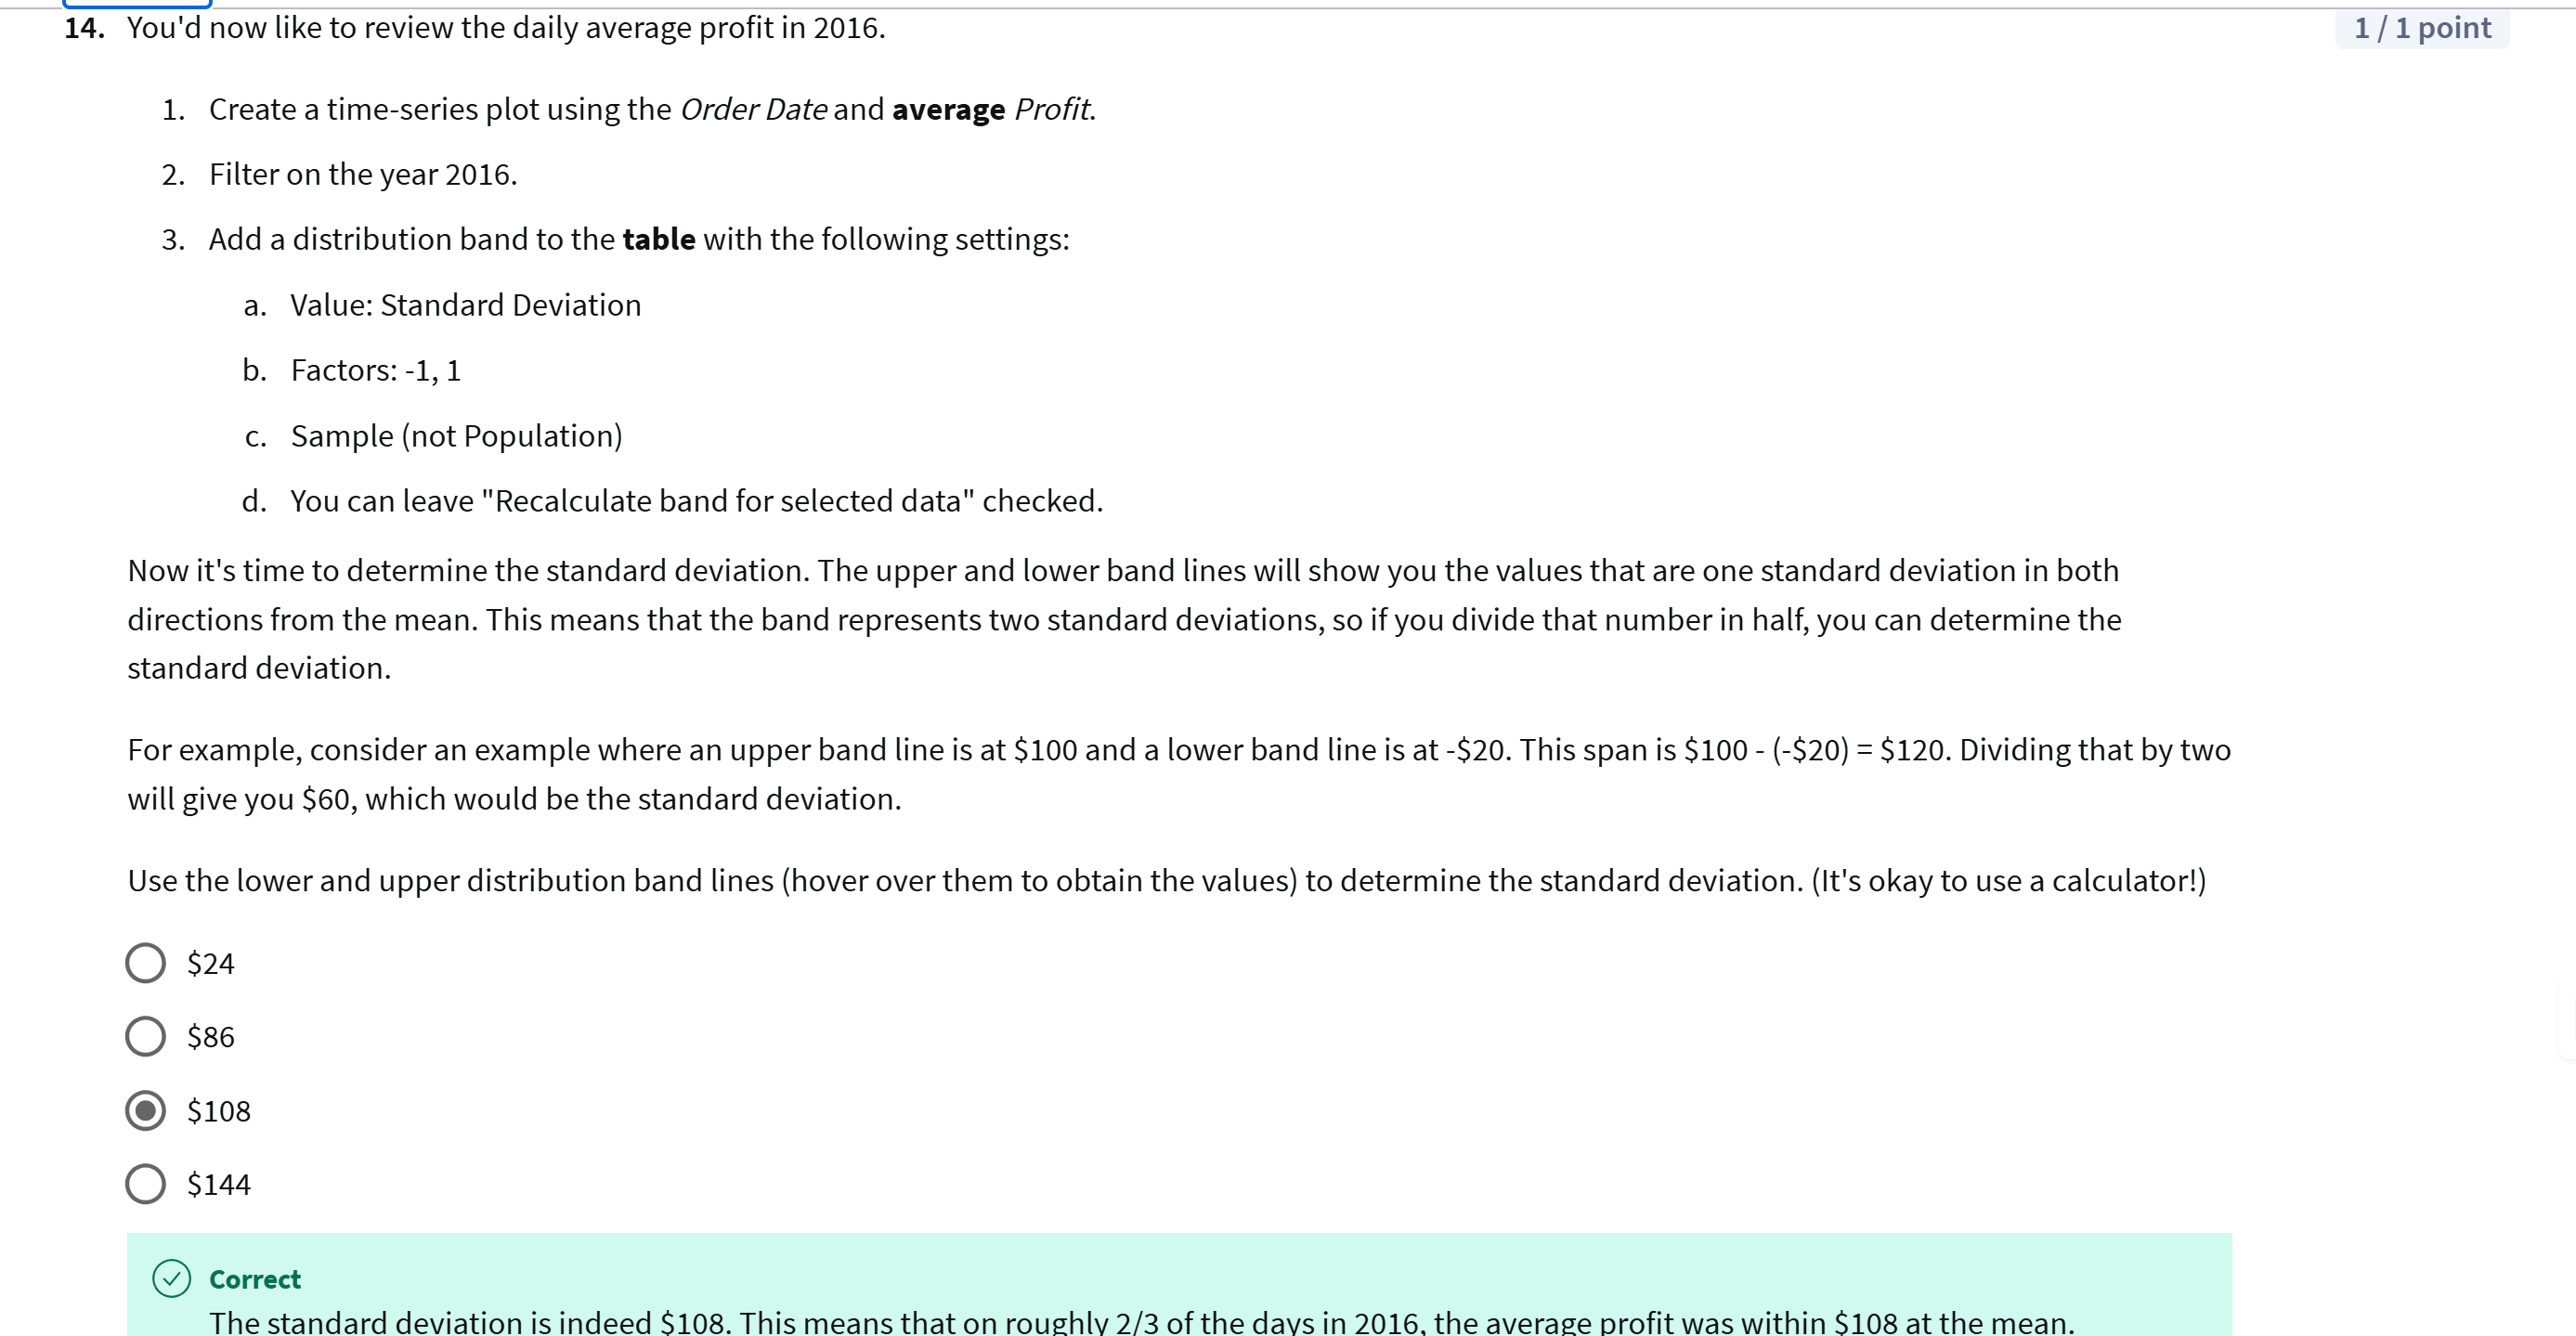 14. You'd now like to review the daily average profit in 2016.
1 / 1 point
1. Create a time-series plot using the Order Date and average Profit.
2. Filter on the year 2016.
3. Add a distribution band to the table with the following settings:
a. Value: Standard Deviation
b. Factors: -1, 1
c. Sample (not Population)
d. You can leave "Recalculate band for selected data" checked.
Now it's time to determine the standard deviation. The upper and lower band lines will show you the values that are one standard deviation in both
directions from the mean. This means that the band represents two standard deviations, so if you divide that number in half, you can determine the
standard deviation.
For example, consider an example where an upper band line is at $100 and a lower band line is at -$20. This span is $100 - (-$20) = $120. Dividing that by two
will give you $60, which would be the standard deviation.
Use the lower and upper distribution band lines (hover over them to obtain the values) to determine the standard deviation. (It's okay to use a calculator!)
$24
$86
$108
$144
Correct
The standard deviation is indeed $108. This means that on roughly 2/3 of the days in 2016, the average profit was within $108 at the mean.